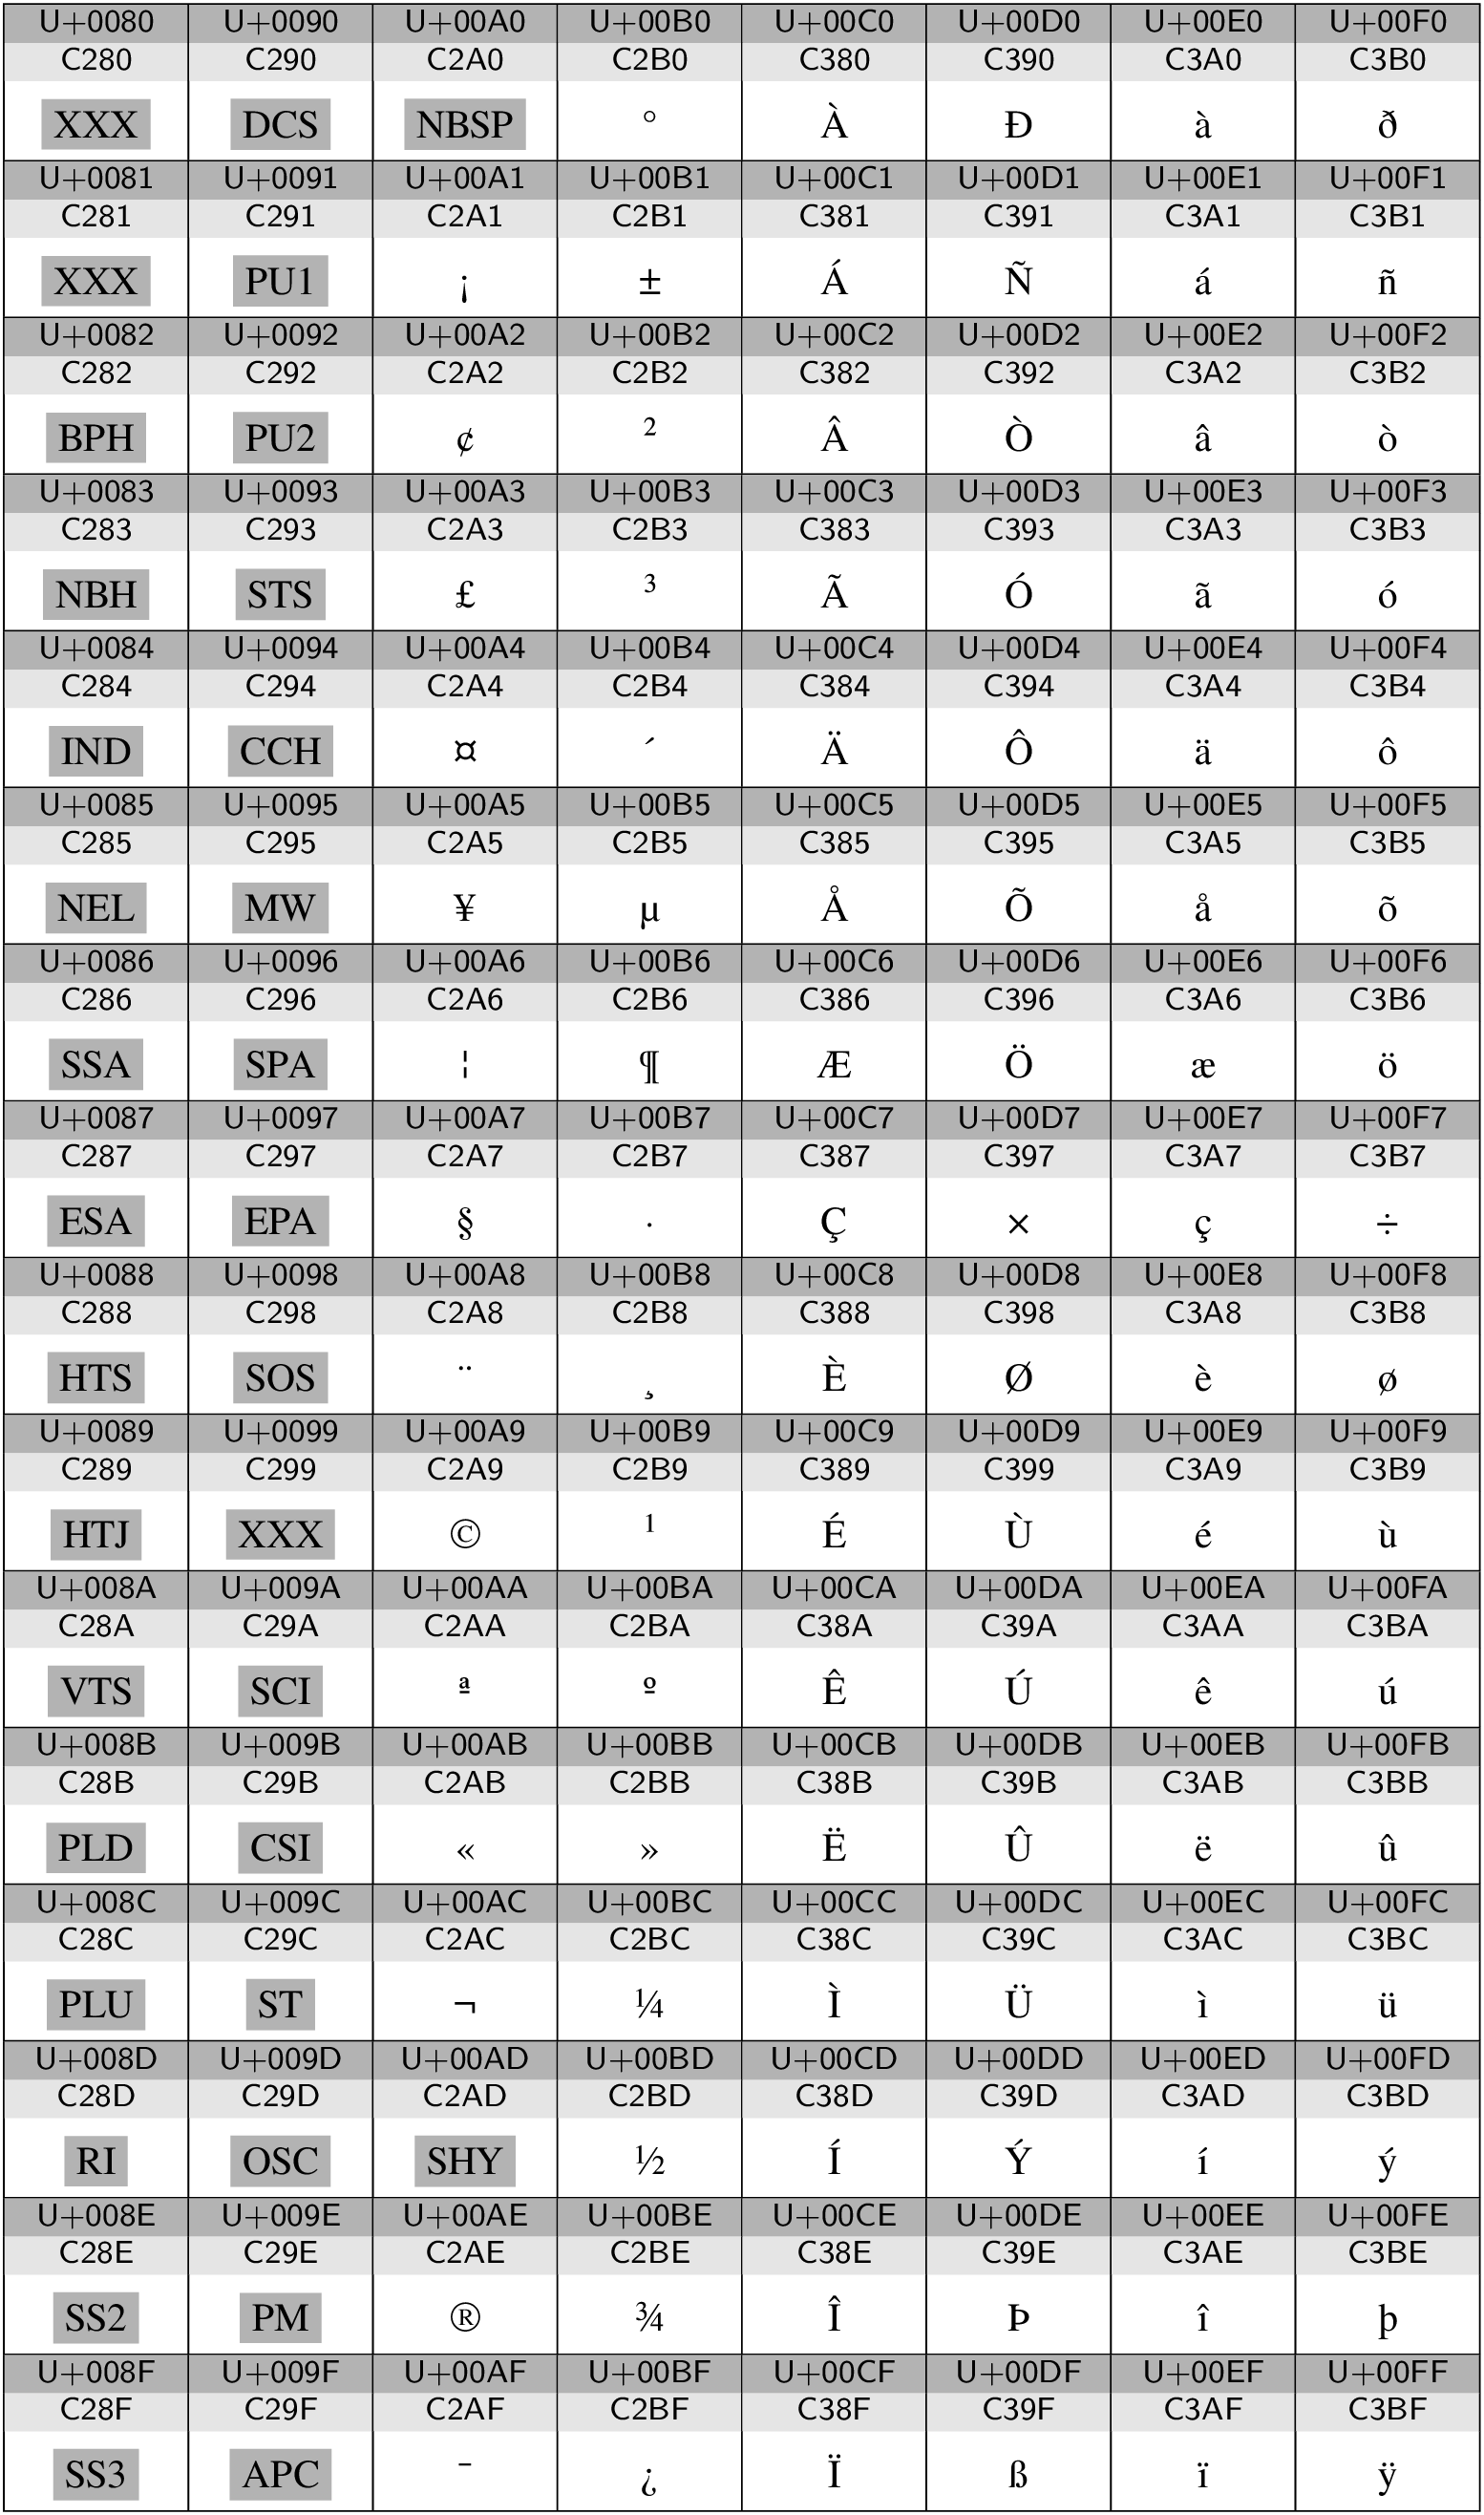 U+0080 U+0090 U+00A0 U+00B0 U+00C0 U+00D0 U+00E0 U+00F0
C280 C290 C2A0 C2B0 C380 C390 C3A0 C3B0
XXX DCS NBSP ° À Ð à ð
U+0081 U+0091 U+00A1 U+00B1 U+00C1 U+00D1 U+00E1 U+00F1
C281 C291 C2A1 C2B1 C381 C391 C3A1 C3B1
XXX PU1 ¡ ± Á Ñ á ñ
U+0082 U+0092 U+00A2 U+00B2 U+00C2 U+00D2 U+00E2 U+00F2
C282 C292 C2A2 C2B2 C382 C392 C3A2 C3B2
BPH PU2 ¢ ² Â Ò â ò
U+0083 U+0093 U+00A3 U+00B3 U+00C3 U+00D3 U+00E3 U+00F3
C283 C293 C2A3 C2B3 C383 C393 C3A3 C3B3
NBH STS £ ³ Ã Ó ã ó
U+0084 U+0094 U+00A4 U+00B4 U+00C4 U+00D4 U+00E4 U+00F4
C284 C294 C2A4 C2B4 C384 C394 C3A4 C3B4
IND CCH ¤ ´ Ä Ô ä ô
U+0085 U+0095 U+00A5 U+00B5 U+00C5 U+00D5 U+00E5 U+00F5
C285 C295 C2A5 C2B5 C385 C395 C3A5 C3B5
NEL MW ¥ µ Å Õ å õ
U+0086 U+0096 U+00A6 U+00B6 U+00C6 U+00D6 U+00E6 U+00F6
C286 C296 C2A6 C2B6 C386 C396 C3A6 C3B6
SSA SPA ¦ ¶ Æ Ö æ ö
U+0087 U+0097 U+00A7 U+00B7 U+00C7 U+00D7 U+00E7 U+00F7
C287 C297 C2A7 C2B7 C387 C397 C3A7 C3B7
ESA EPA § · Ç × ç ÷
U+0088 U+0098 U+00A8 U+00B8 U+00C8 U+00D8 U+00E8 U+00F8
C288 C298 C2A8 C2B8 C388 C398 C3A8 C3B8
HTS SOS ¨ ¸ È Ø è ø
U+0089 U+0099 U+00A9 U+00B9 U+00C9 U+00D9 U+00E9 U+00F9
C289 C299 C2A9 C2B9 C389 C399 C3A9 C3B9
HTJ XXX © ¹ É Ù é ù
U+008A U+009A U+00AA U+00BA U+00CA U+00DA U+00EA U+00FA
C28A C29A C2AA C2BA C38A C39A C3AA C3BA
VTS SCI ª º Ê Ú ê ú
U+008B U+009B U+00AB U+00BB U+00CB U+00DB U+00EB U+00FB
C28B C29B C2AB C2BB C38B C39B C3AB C3BB
PLD CSI « » Ë Û ë û
U+008C U+009C U+00AC U+00BC U+00CC U+00DC U+00EC U+00FC
C28C C29C C2AC C2BC C38C C39C C3AC C3BC
PLU ST ¬ ¼ Ì Ü ì ü
U+008D U+009D U+00AD U+00BD U+00CD U+00DD U+00ED U+00FD
C28D C29D C2AD C2BD C38D C39D C3AD C3BD
RI OSC SHY ½ Í Ý í ý
U+008E U+009E U+00AE U+00BE U+00CE U+00DE U+00EE U+00FE
C28E C29E C2AE C2BE C38E C39E C3AE C3BE
SS2 PM ® ¾ Î Þ î þ
U+008F U+009F U+00AF U+00BF U+00CF U+00DF U+00EF U+00FF
C28F C29F C2AF C2BF C38F C39F C3AF C3BF
SS3 APC ¯ ¿ Ï ß ï ÿ